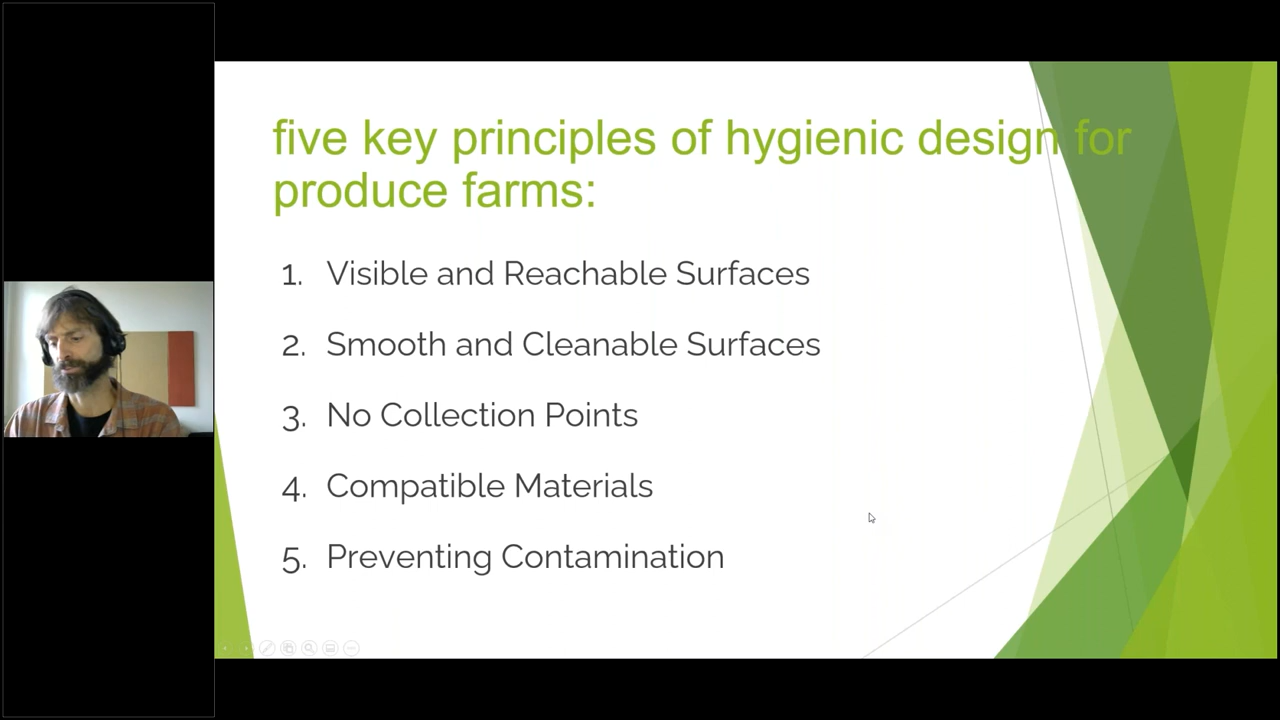 five key principles of hygienic design for
produce farms:
1. Visible and Reachable Surfaces
2. Smooth and Cleanable Surfaces
3. No Collection Points
4. Compatible Materials
5. Preventing Contamination